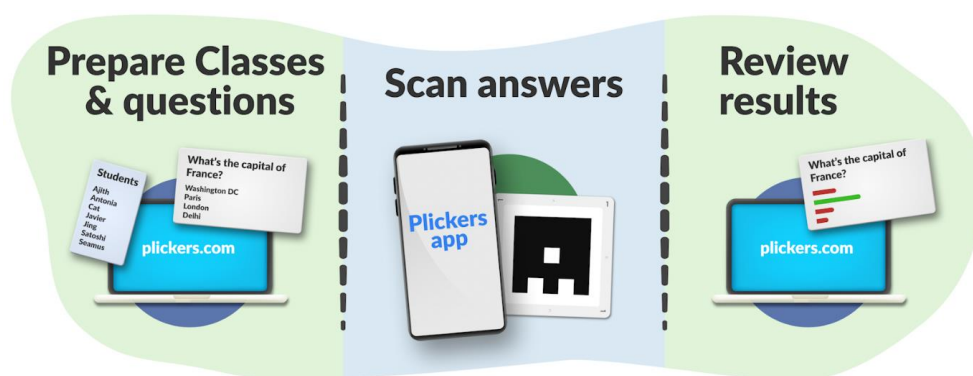 Prepare Classes
& questions
Students
Ajith
Antonia
Cat
Javier
Jing
Satoshi
Seamus
What's the capital of
France?
Washington DC
Paris
London
Delhi
plickers.com
Scan answers
Plickers
app
Review
results
What's the capital of
France?
plickers.com